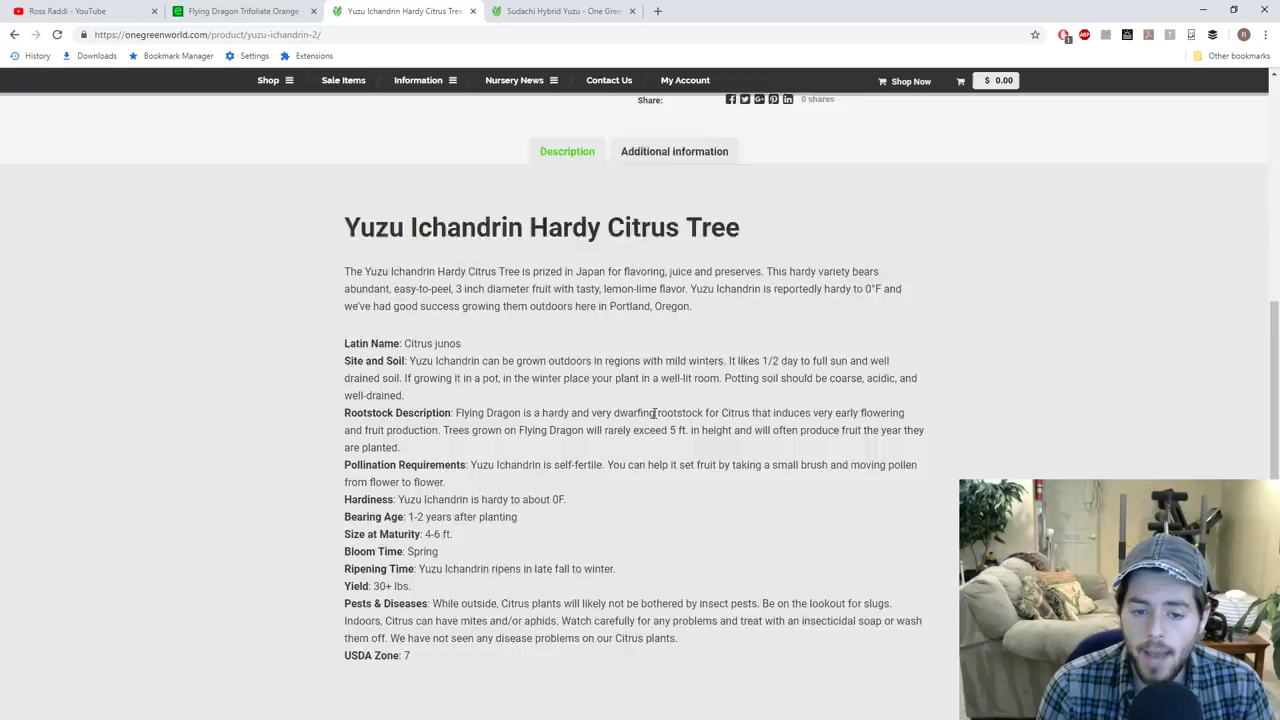 Ross Raddi - YouTube
Flying Dragon Trifoliate Orange
Yuzu Ichandrin Hardy Citrus Tree
Sudachi Hybrid Yuzu - One Gree
https://onegreenworld.com/product/yuzu-ichandrin-2/
1
ABP
R
History
Downloads
Bookmark Manager
Settings
Extensions
Other bookmarks
Shop
Sale Items
Information
Nursery News
Contact Us
My Account
Shop Now
$ 0.00
Share:
0 shares
Description
Additional information
Yuzu Ichandrin Hardy Citrus Tree
The Yuzu Ichandrin Hardy Citrus Tree is prized in Japan for flavoring, juice and preserves. This hardy variety bears
abundant, easy-to-peel, 3 inch diameter fruit with tasty, lemon-lime flavor. Yuzu Ichandrin is reportedly hardy to 0°F and
we've had good success growing them outdoors here in Portland, Oregon.
Latin Name: Citrus junos
Site and Soil: Yuzu Ichandrin can be grown outdoors in regions with mild winters. It likes 1/2 day to full sun and well
drained soil. If growing it in a pot, in the winter place your plant in a well-lit room. Potting soil should be coarse, acidic, and
well-drained.
Rootstock Description: Flying Dragon is a hardy and very dwarfing rootstock for Citrus that induces very early flowering
and fruit production. Trees grown on Flying Dragon will rarely exceed 5 ft. in height and will often produce fruit the year they
are planted.
Pollination Requirements: Yuzu Ichandrin is self-fertile. You can help it set fruit by taking a small brush and moving pollen
from flower to flower.
Hardiness: Yuzu Ichandrin is hardy to about 0F.
Bearing Age: 1-2 years after planting
Size at Maturity: 4-6 ft.
Bloom Time: Spring
Ripening Time: Yuzu Ichandrin ripens in late fall to winter.
Yield: 30+ lbs.
Pests & Diseases: While outside, Citrus plants will likely not be bothered by insect pests. Be on the lookout for slugs.
Indoors, Citrus can have mites and/or aphids. Watch carefully for any problems and treat with an insecticidal soap or wash
them off. We have not seen any disease problems on our Citrus plants.
USDA Zone: 7